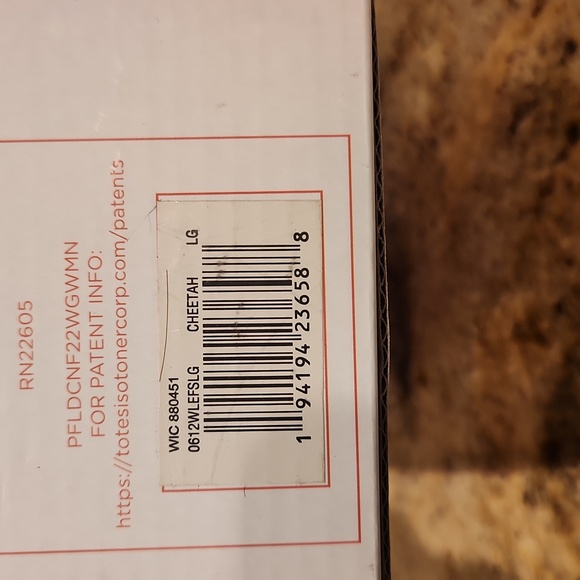 RN22605
PFLDCNF22WGWMN
FOR PATENT INFO:
https://totesisotonercorp.com/patents
WIC 880451
0612WLEFSLG CHEETAH LG
1 94194 23658 8